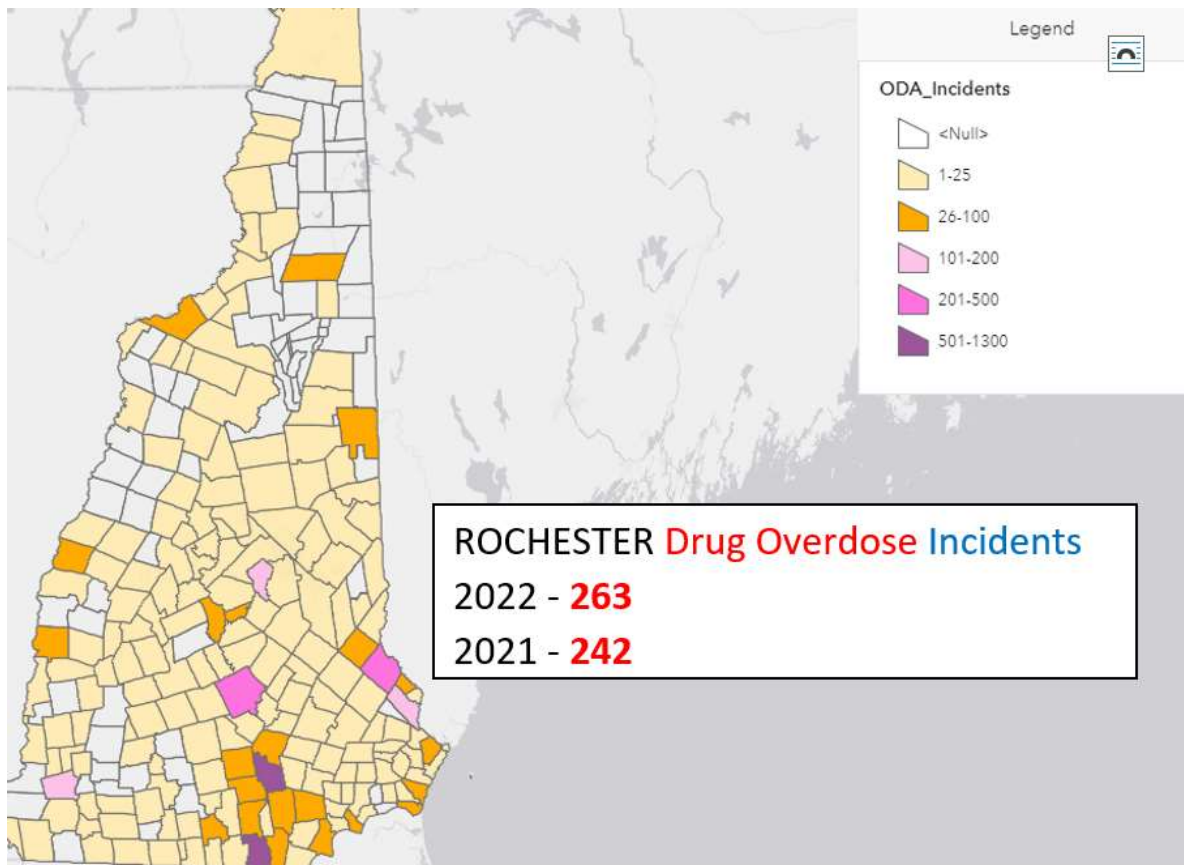 Legend
ODA_Incidents
<Null>
1-25
26-100
101-200
201-500
501-1300
ROCHESTER Drug Overdose Incidents
2022 - 263
2021 - 242